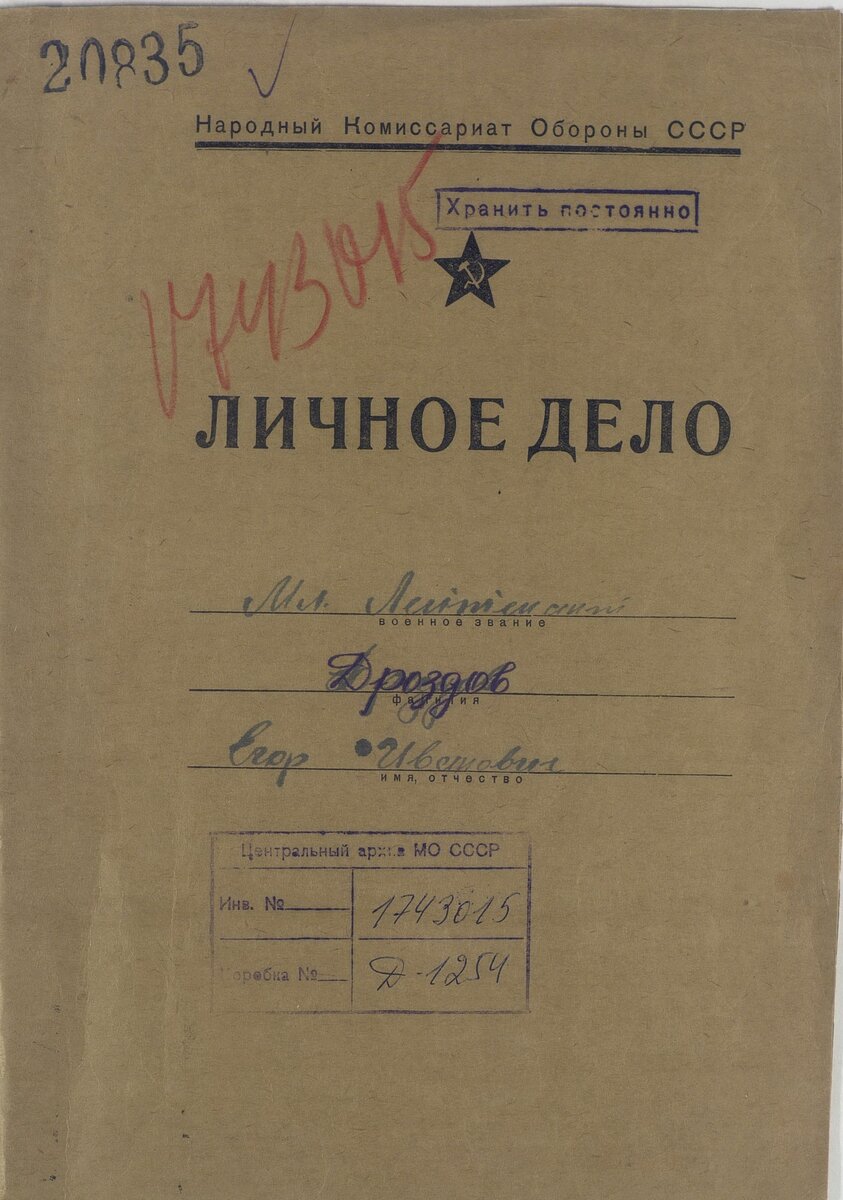 20835
Народный Комиссариат Обороны СССР
Хранить постоянно
1743015
ЛИЧНОЕ ДЕЛО
Мл. Лейтенант
военное звание
Дроздов
фамилия
Егор
имя, отчество
Центральный архив МО СССР
Инв. № 1743015
Коробка № Д-1254